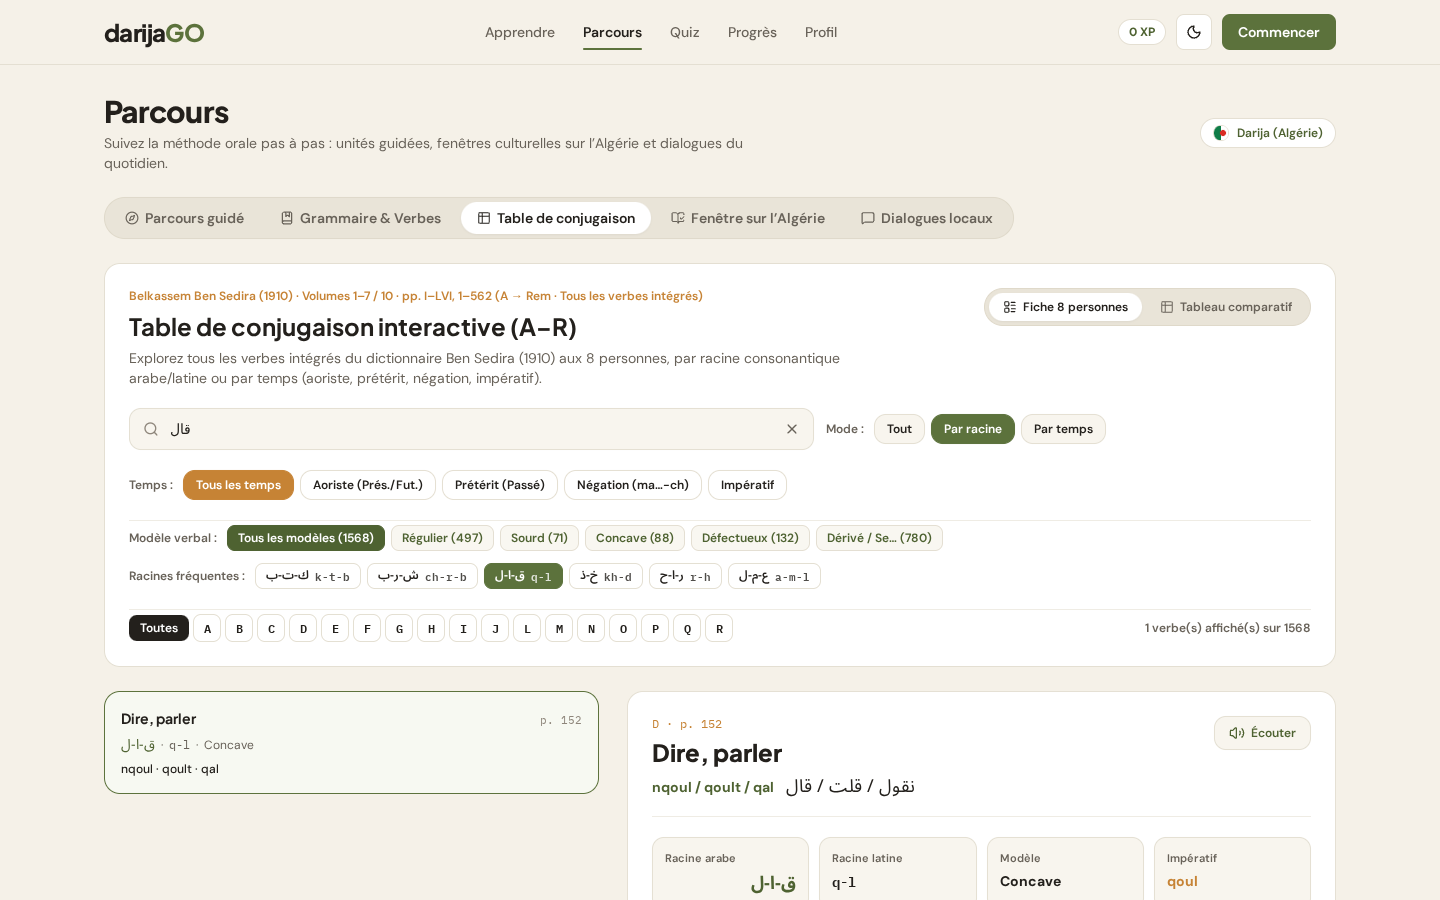 darijaGO
Apprendre Parcours Quiz Progrès Profil
0 XP
Commencer
Parcours
Suivez la méthode orale pas à pas : unités guidées, fenêtres culturelles sur l’Algérie et dialogues du
quotidien.
Darija (Algérie)
Parcours guidé Grammaire & Verbes Table de conjugaison Fenêtre sur l’Algérie Dialogues locaux
Belkassem Ben Sedira (1910) · Volumes 1–7 / 10 · pp. I–LVI, 1–562 (A → Rem · Tous les verbes intégrés)
Fiche 8 personnes Tableau comparatif
Table de conjugaison interactive (A–R)
Explorez tous les verbes intégrés du dictionnaire Ben Sedira (1910) aux 8 personnes, par racine consonantique
arabe/latine ou par temps (aoriste, prétérit, négation, impératif).
قال
Mode : Tout Par racine Par temps
Temps : Tous les temps Aoriste (Prés./Fut.) Prétérit (Passé) Négation (ma…-ch) Impératif
Modèle verbal : Tous les modèles (1568) Régulier (497) Sourd (71) Concave (88) Défectueux (132) Dérivé / Se… (780)
Racines fréquentes : ك-ت-ب k-t-b ش-ر-ب ch-r-b ق-ا-ل q-l خ-ذ kh-d ر-ا-ح r-h ع-م-ل a-m-l
Toutes A B C D E F G H I J L M N O P Q R
1 verbe(s) affiché(s) sur 1568
Dire, parler p. 152
ق-ا-ل · q-l · Concave
nqoul · qoult · qal
D · p. 152
Écouter
Dire, parler
nqoul / qoult / qal نقول / قلت / قال
Racine arabe Racine latine Modèle Impératif
ق-ا-ل q-l Concave qoul